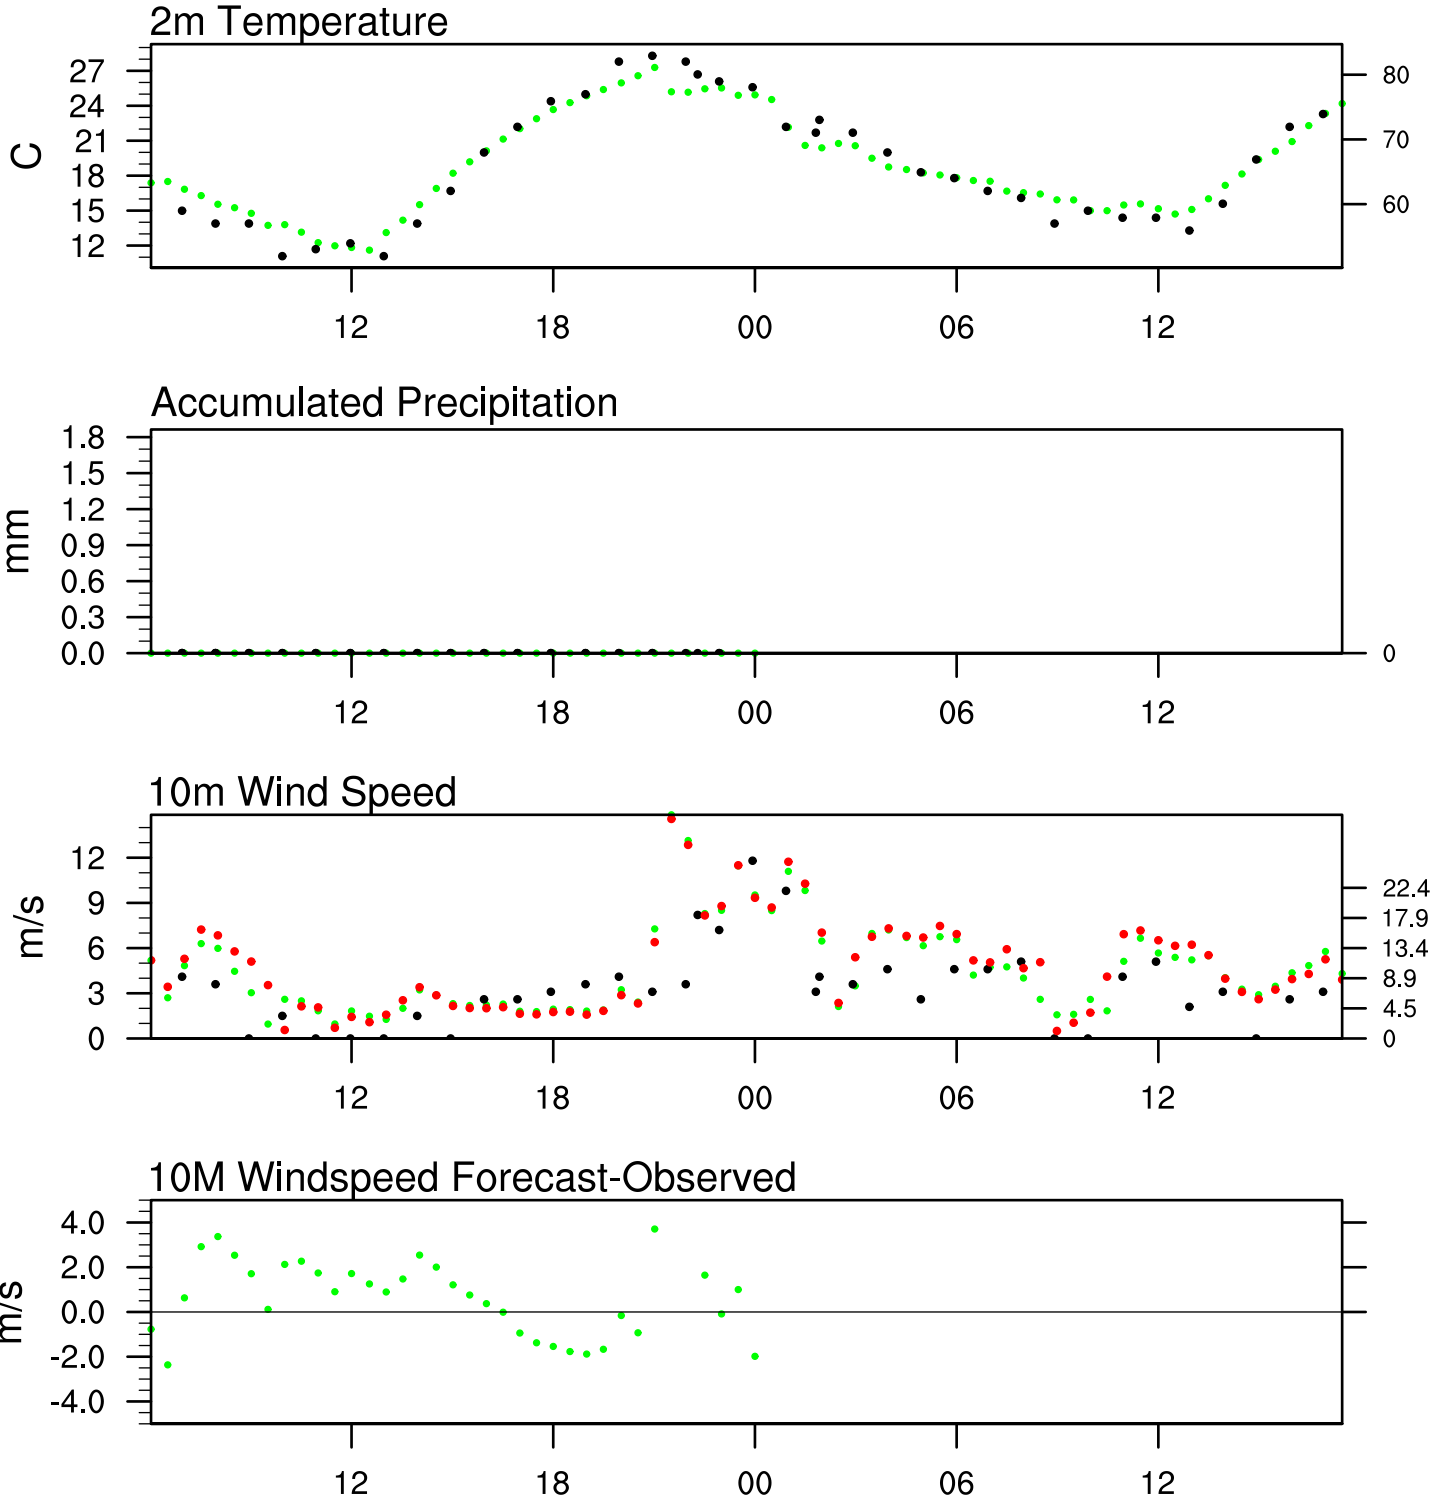 2m Temperature
27
24
21
18
15
12
C
80
70
60
12 18 00 06 12
Accumulated Precipitation
1.8
1.5
1.2
0.9
0.6
0.3
0.0
mm
0
12 18 00 06 12
10m Wind Speed
12
9
6
3
0
m/s
22.4
17.9
13.4
8.9
4.5
0
12 18 00 06 12
10M Windspeed Forecast-Observed
4.0
2.0
0.0
-2.0
-4.0
m/s
12 18 00 06 12